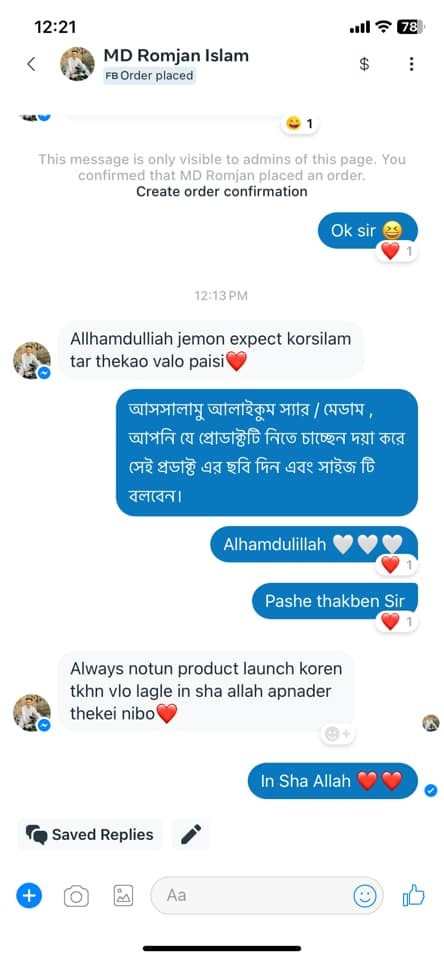 12:21
78
MD Romjan Islam
FB Order placed
$
1
This message is only visible to admins of this page. You
confirmed that MD Romjan placed an order.
Create order confirmation
Ok sir 😆
❤️ 1
12:13 PM
Allhamdulliah jemon expect korsilam
tar thekao valo paisi❤️
আসসালামু আলাইকুম স্যার / মেডাম ,
আপনি যে প্রোডাক্টটি নিতে চাচ্ছেন দয়া করে
সেই প্রডাক্ট এর ছবি দিন এবং সাইজ টি
বলবেন।
Alhamdulillah 🤍🤍🤍
❤️ 1
Pashe thakben Sir
❤️ 1
Always notun product launch koren
tkhn vlo lagle in sha allah apnader
thekei nibo❤️
In Sha Allah ❤️❤️
Saved Replies
Aa